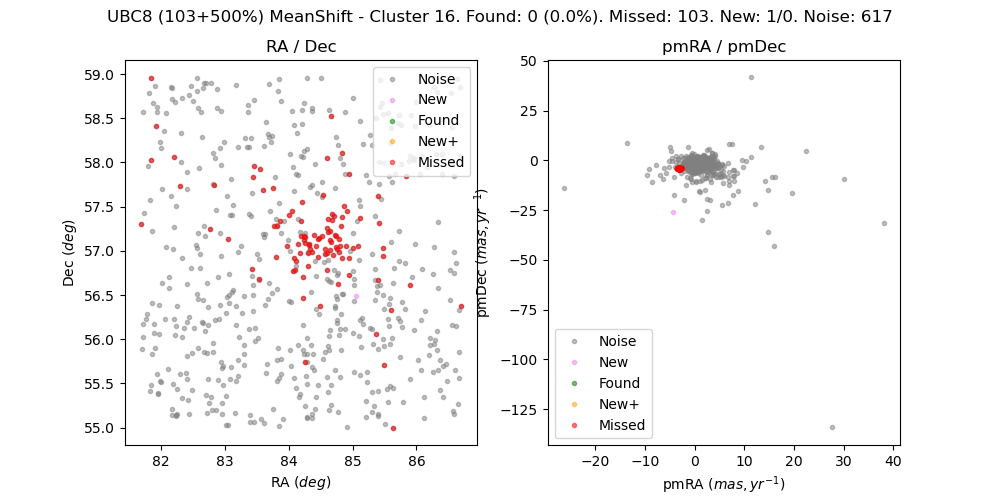 UBC8 (103+500%) MeanShift - Cluster 16. Found: 0 (0.0%). Missed: 103. New: 1/0. Noise: 617
RA / Dec
59.0
58.5
58.0
57.5
57.0
56.5
56.0
55.5
55.0
Dec (deg)
82 83 84 85 86
RA (deg)
Noise
New
Found
New+
Missed
pmRA / pmDec
50
25
0
−25
−50
−75
−100
−125
pmDec (mas, yr⁻¹)
−20 −10 0 10 20 30 40
pmRA (mas, yr⁻¹)
Noise
New
Found
New+
Missed